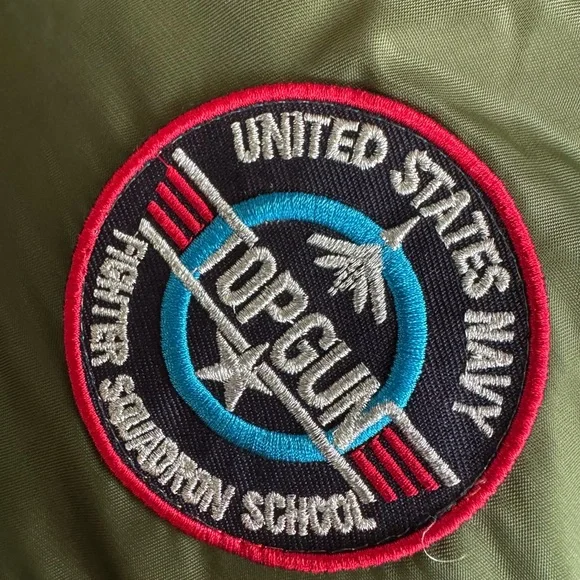 UNITED STATES NAVY
TOPGUN
FIGHTER SQUADRON SCHOOL